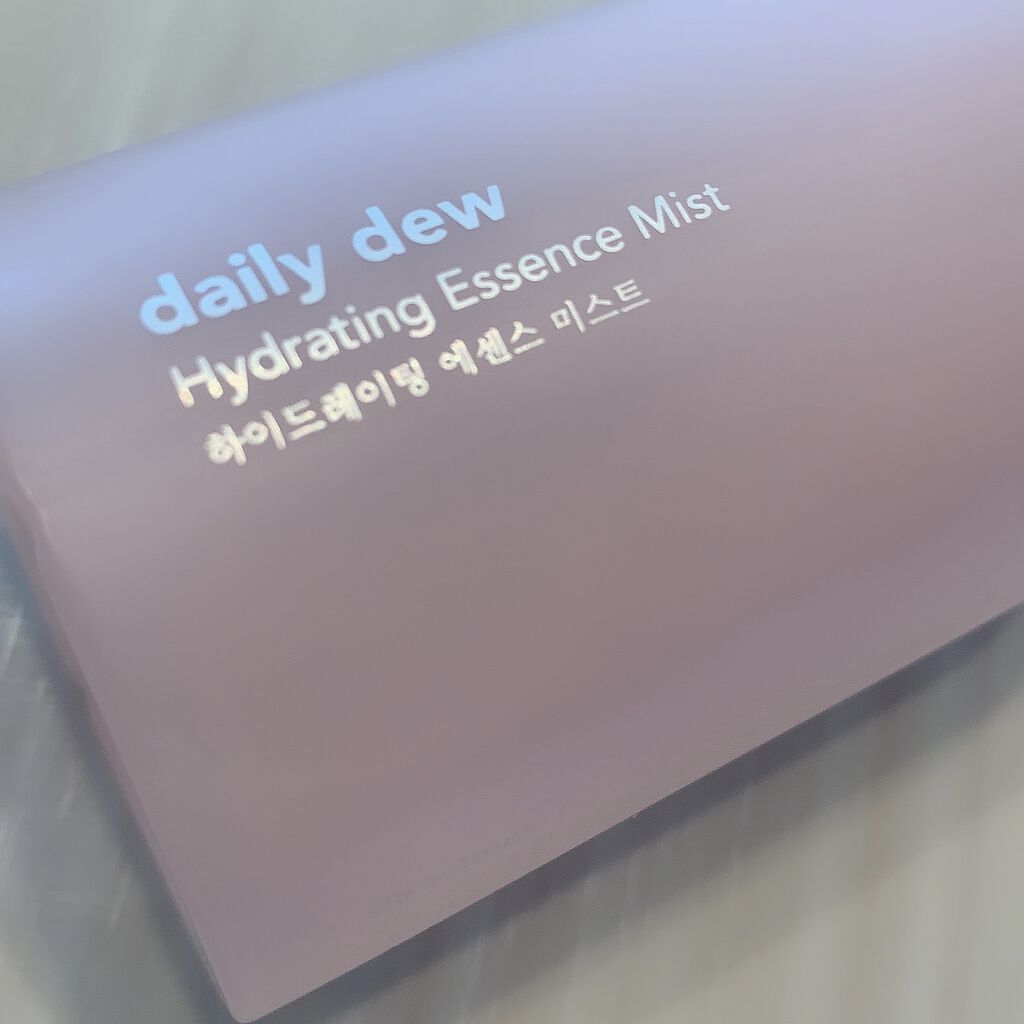 daily dew
Hydrating Essence Mist
하이드레이팅 에센스 미스트